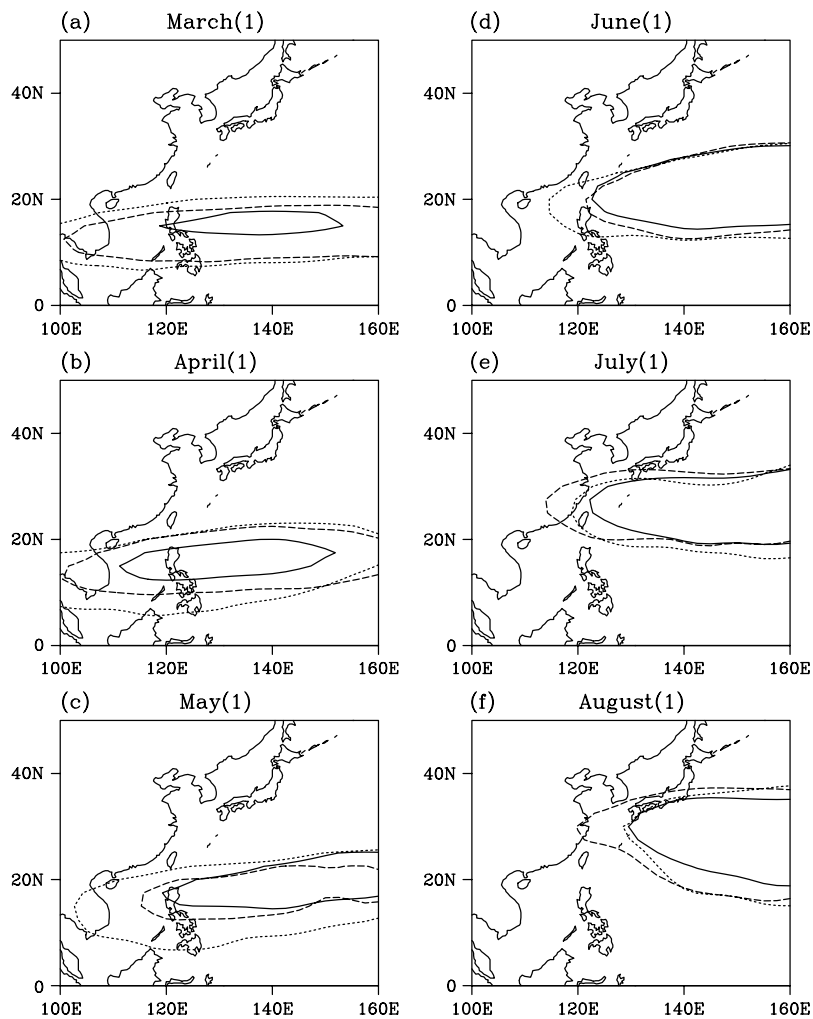 (a) March(1)
40N
20N
0
100E 120E 140E 160E
(b) April(1)
40N
20N
0
100E 120E 140E 160E
(c) May(1)
40N
20N
0
100E 120E 140E 160E
(d) June(1)
40N
20N
0
100E 120E 140E 160E
(e) July(1)
40N
20N
0
100E 120E 140E 160E
(f) August(1)
40N
20N
0
100E 120E 140E 160E